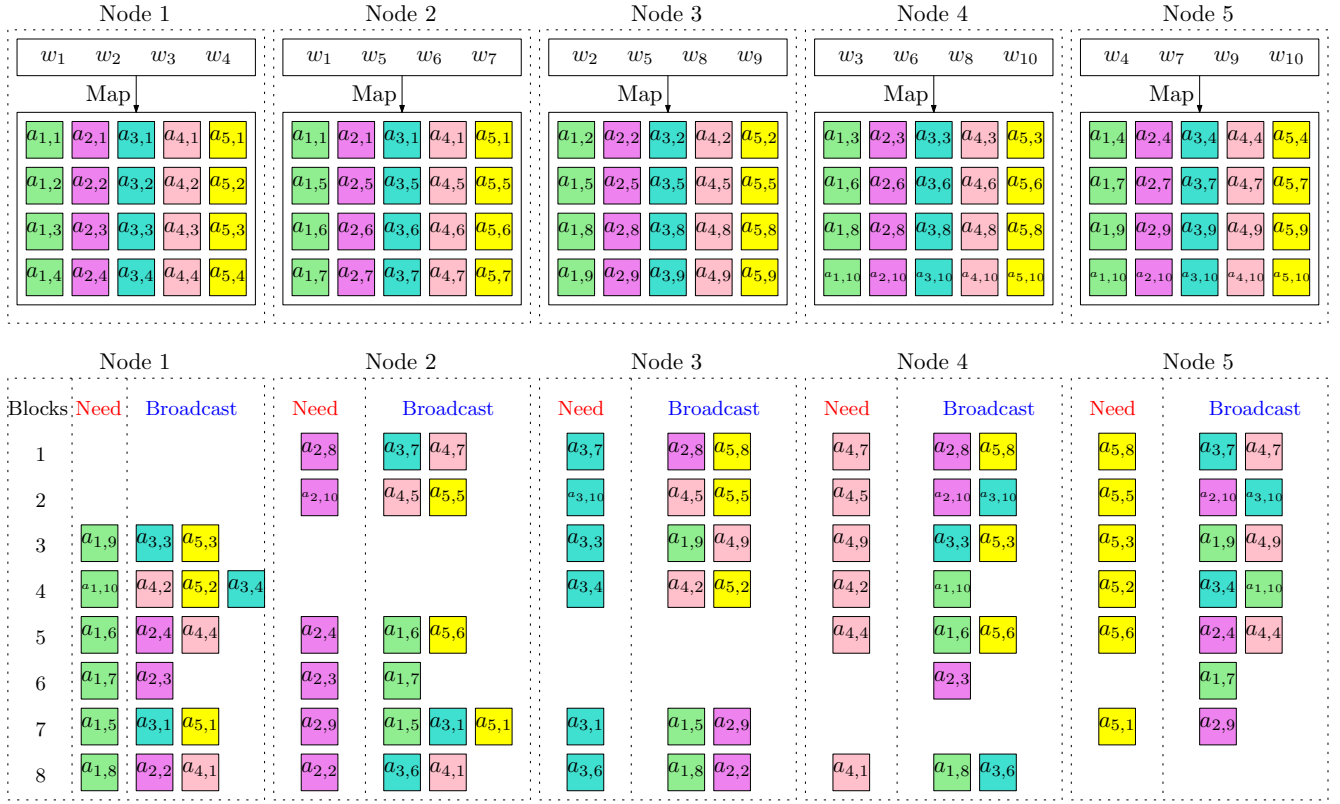 Node 1 Node 2 Node 3 Node 4 Node 5
w₁ w₂ w₃ w₄ w₁ w₅ w₆ w₇ w₂ w₅ w₈ w₉ w₃ w₆ w₈ w₁₀ w₄ w₇ w₉ w₁₀
Map Map Map Map Map
a₁,₁ a₂,₁ a₃,₁ a₄,₁ a₅,₁ a₁,₁ a₂,₁ a₃,₁ a₄,₁ a₅,₁ a₁,₂ a₂,₂ a₃,₂ a₄,₂ a₅,₂ a₁,₃ a₂,₃ a₃,₃ a₄,₃ a₅,₃ a₁,₄ a₂,₄ a₃,₄ a₄,₄ a₅,₄
a₁,₂ a₂,₂ a₃,₂ a₄,₂ a₅,₂ a₁,₅ a₂,₅ a₃,₅ a₄,₅ a₅,₅ a₁,₅ a₂,₅ a₃,₅ a₄,₅ a₅,₅ a₁,₆ a₂,₆ a₃,₆ a₄,₆ a₅,₆ a₁,₇ a₂,₇ a₃,₇ a₄,₇ a₅,₇
a₁,₃ a₂,₃ a₃,₃ a₄,₃ a₅,₃ a₁,₆ a₂,₆ a₃,₆ a₄,₆ a₅,₆ a₁,₈ a₂,₈ a₃,₈ a₄,₈ a₅,₈ a₁,₈ a₂,₈ a₃,₈ a₄,₈ a₅,₈ a₁,₉ a₂,₉ a₃,₉ a₄,₉ a₅,₉
a₁,₄ a₂,₄ a₃,₄ a₄,₄ a₅,₄ a₁,₇ a₂,₇ a₃,₇ a₄,₇ a₅,₇ a₁,₉ a₂,₉ a₃,₉ a₄,₉ a₅,₉ a₁,₁₀ a₂,₁₀ a₃,₁₀ a₄,₁₀ a₅,₁₀ a₁,₁₀ a₂,₁₀ a₃,₁₀ a₄,₁₀ a₅,₁₀
Node 1 Node 2 Node 3 Node 4 Node 5
Blocks Need Broadcast Need Broadcast Need Broadcast Need Broadcast Need Broadcast
1 a₂,₈ a₃,₇ a₄,₇ a₃,₇ a₂,₈ a₅,₈ a₄,₇ a₂,₈ a₅,₈ a₅,₈ a₃,₇ a₄,₇
2 a₂,₁₀ a₄,₅ a₅,₅ a₃,₁₀ a₄,₅ a₅,₅ a₄,₅ a₂,₁₀ a₃,₁₀ a₅,₅ a₂,₁₀ a₃,₁₀
3 a₁,₉ a₃,₃ a₅,₃ a₃,₃ a₁,₉ a₄,₉ a₄,₉ a₃,₃ a₅,₃ a₅,₃ a₁,₉ a₄,₉
4 a₁,₁₀ a₄,₂ a₅,₂ a₃,₄ a₃,₄ a₄,₂ a₅,₂ a₄,₂ a₁,₁₀ a₅,₂ a₃,₄ a₁,₁₀
5 a₁,₆ a₂,₄ a₄,₄ a₂,₄ a₁,₆ a₅,₆ a₄,₄ a₁,₆ a₅,₆ a₅,₆ a₂,₄ a₄,₄
6 a₁,₇ a₂,₃ a₂,₃ a₁,₇ a₂,₃ a₁,₇
7 a₁,₅ a₃,₁ a₅,₁ a₂,₉ a₁,₅ a₃,₁ a₅,₁ a₃,₁ a₁,₅ a₂,₉ a₅,₁ a₂,₉
8 a₁,₈ a₂,₂ a₄,₁ a₂,₂ a₃,₆ a₄,₁ a₃,₆ a₁,₈ a₂,₂ a₄,₁ a₁,₈ a₃,₆